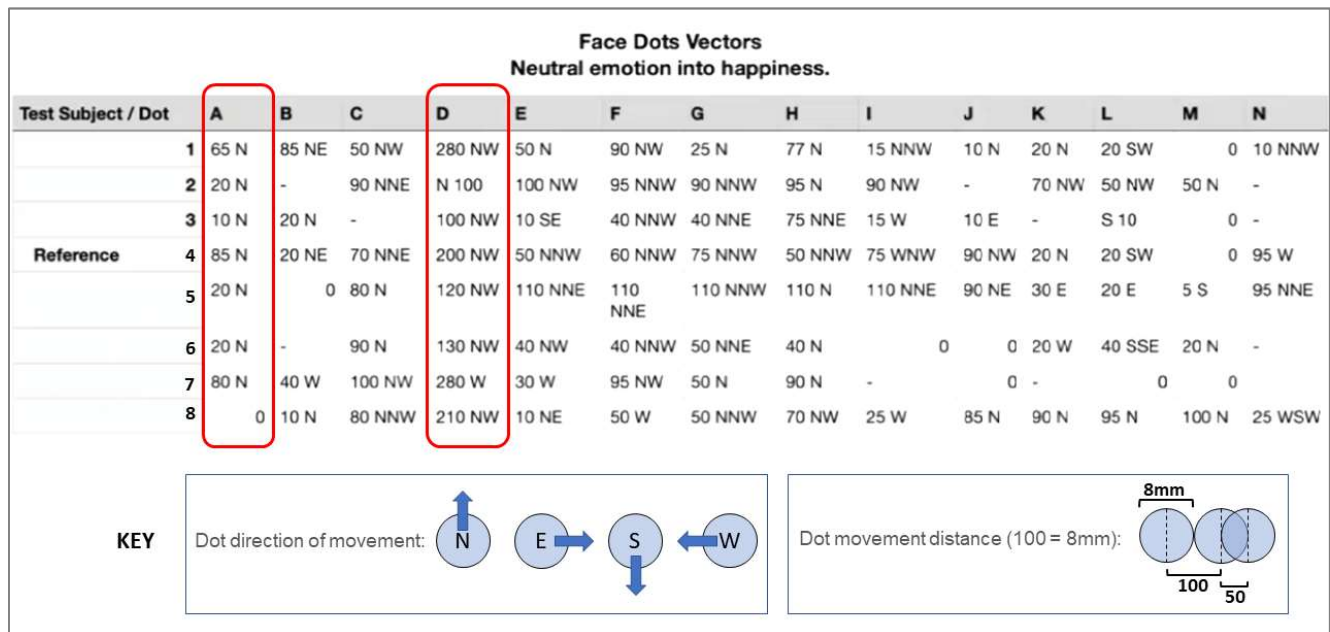 Face Dots Vectors
Neutral emotion into happiness.
Test Subject / Dot A B C D E F G H I J K L M N
1 65 N 85 NE 50 NW 280 NW 50 N 90 NW 25 N 77 N 15 NNW 10 N 20 N 20 SW 0 10 NNW
2 20 N - 90 NNE N 100 100 NW 95 NNW 90 NNW 95 N 90 NW - 70 NW 50 NW 50 N -
3 10 N 20 N - 100 NW 10 SE 40 NNW 40 NNE 75 NNE 15 W 10 E - S 10 0 -
Reference 4 85 N 20 NE 70 NNE 200 NW 50 NNW 60 NNW 75 NNW 50 NNW 75 WNW 90 NW 20 N 20 SW 0 95 W
5 20 N 0 80 N 120 NW 110 NNE 110 NNE 110 NNW 110 N 110 NNE 90 NE 30 E 20 E 5 S 95 NNE
6 20 N - 90 N 130 NW 40 NW 40 NNW 50 NNE 40 N 0 0 20 W 40 SSE 20 N -
7 80 N 40 W 100 NW 280 W 30 W 95 NW 50 N 90 N - 0 - 0 0
8 0 10 N 80 NNW 210 NW 10 NE 50 W 50 NNW 70 NW 25 W 85 N 90 N 95 N 100 N 25 WSW
KEY
Dot direction of movement: N E S W
Dot movement distance (100 = 8mm):
8mm
100
50